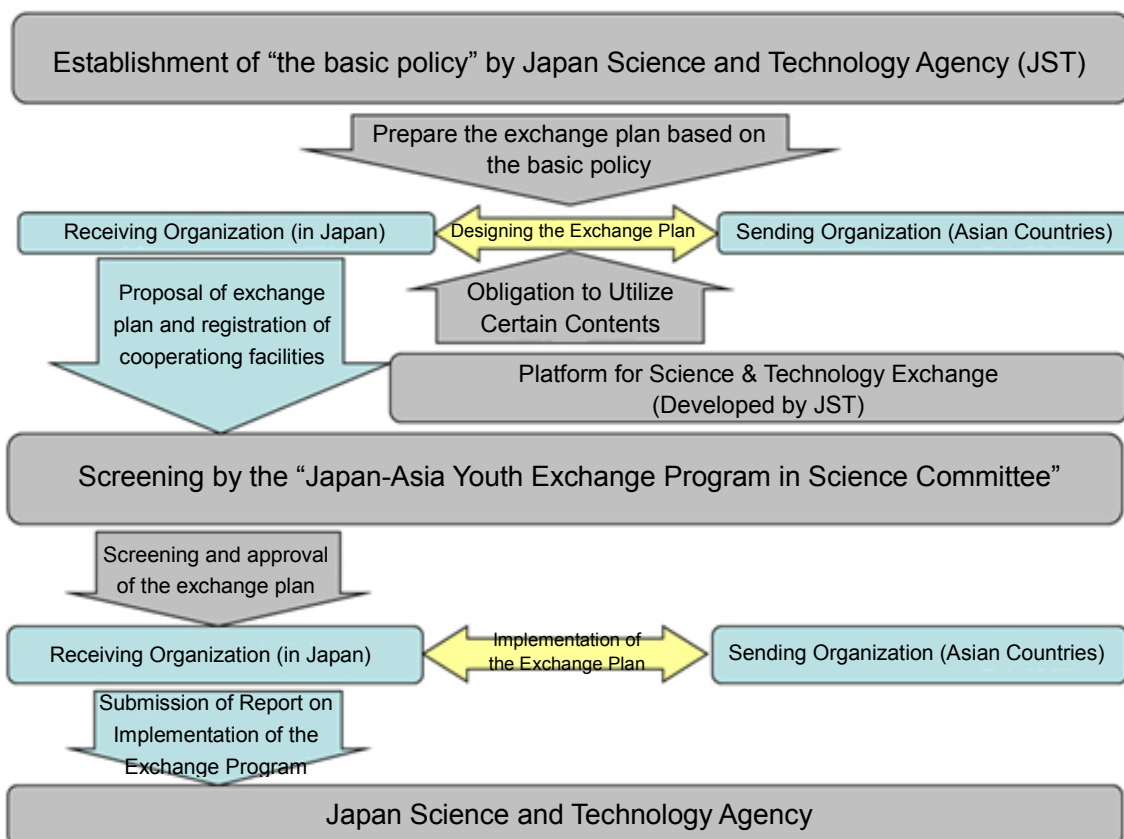 Establishment of “the basic policy” by Japan Science and Technology Agency (JST)
Prepare the exchange plan based on
the basic policy
Receiving Organization (in Japan)
Designing the Exchange Plan
Sending Organization (Asian Countries)
Proposal of exchange
plan and registration of
cooperationg facilities
Obligation to Utilize
Certain Contents
Platform for Science & Technology Exchange
(Developed by JST)
Screening by the “Japan-Asia Youth Exchange Program in Science Committee”
Screening and approval
of the exchange plan
Receiving Organization (in Japan)
Implementation of
the Exchange Plan
Sending Organization (Asian Countries)
Submission of Report on
Implementation of the
Exchange Program
Japan Science and Technology Agency